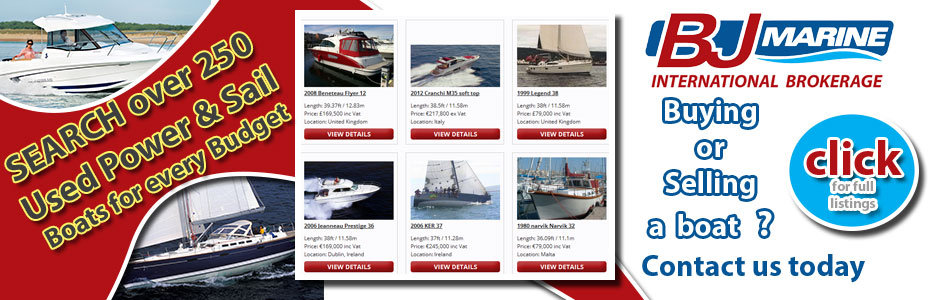 SEARCH over 250
Used Power & Sail
Boats for every Budget
2008 Beneteau Flyer 12
Length: 39.37ft / 12.83m
Price: £169,500 inc Vat
Location: United Kingdom
VIEW DETAILS
2012 Cranchi M35 soft top
Length: 38.5ft / 11.58m
Price: €217,800 ex Vat
Location: Italy
VIEW DETAILS
1999 Legend 38
Length: 38ft / 11.58m
Price: £79,000 inc Vat
Location: United Kingdom
VIEW DETAILS
2006 Jeanneau Prestige 36
Length: 38ft / 11.58m
Price: €169,000 inc Vat
Location: Dublin, Ireland
VIEW DETAILS
2006 KER 37
Length: 37ft / 11.28m
Price: €245,000 inc Vat
Location: Ireland
VIEW DETAILS
1980 narvik Narvik 32
Length: 36.09ft / 11.1m
Price: €79,000 inc Vat
Location: Malta
VIEW DETAILS
BJ MARINE
INTERNATIONAL BROKERAGE
Buying
or
Selling
a boat ?
click
for full
listings
Contact us today